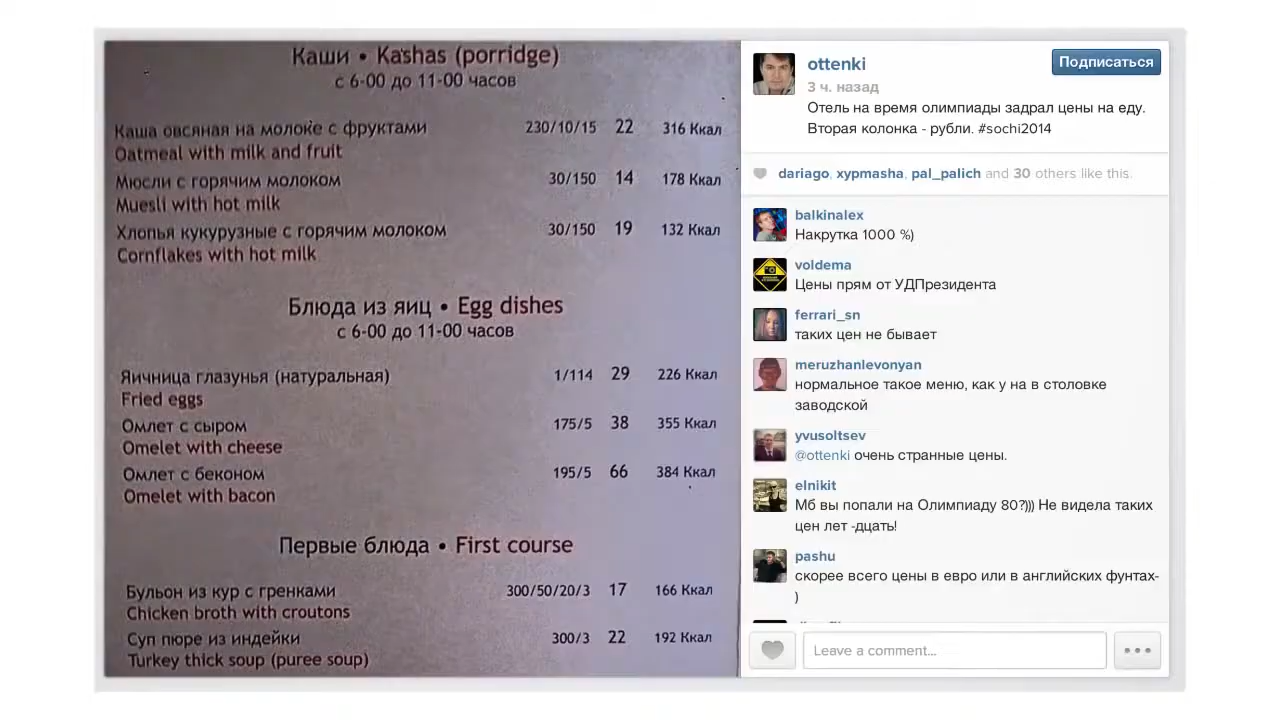 Каши • Kashas (porridge)
с 6-00 до 11-00 часов
Каша овсяная на молоке с фруктами 230/10/15 22 316 Ккал
Oatmeal with milk and fruit
Мюсли с горячим молоком 30/150 14 178 Ккал
Muesli with hot milk
Хлопья кукурузные с горячим молоком 30/150 19 132 Ккал
Cornflakes with hot milk
Блюда из яиц • Egg dishes
с 6-00 до 11-00 часов
Яичница глазунья (натуральная) 1/114 29 226 Ккал
Fried eggs
Омлет с сыром 175/5 38 355 Ккал
Omelet with cheese
Омлет с беконом 195/5 66 384 Ккал
Omelet with bacon
Первые блюда • First course
Бульон из кур с гренками 300/50/20/3 17 166 Ккал
Chicken broth with croutons
Суп пюре из индейки 300/3 22 192 Ккал
Turkey thick soup (puree soup)
ottenki
Подписаться
3 ч. назад
Отель на время олимпиады задрал цены на еду.
Вторая колонка - рубли. #sochi2014
dariago, xypmasha, pal_palich and 30 others like this.
balkinalex
Накрутка 1000 %)
voldema
Цены прям от УДПрезидента
ferrari_sn
таких цен не бывает
meruzhanlevonyan
нормальное такое меню, как у на в столовке
заводской
yvusoltsev
@ottenki очень странные цены.
elnikit
Мб вы попали на Олимпиаду 80?))) Не видела таких
цен лет -дцать!
pashu
скорее всего цены в евро или в английских фунтах-
)
Leave a comment...